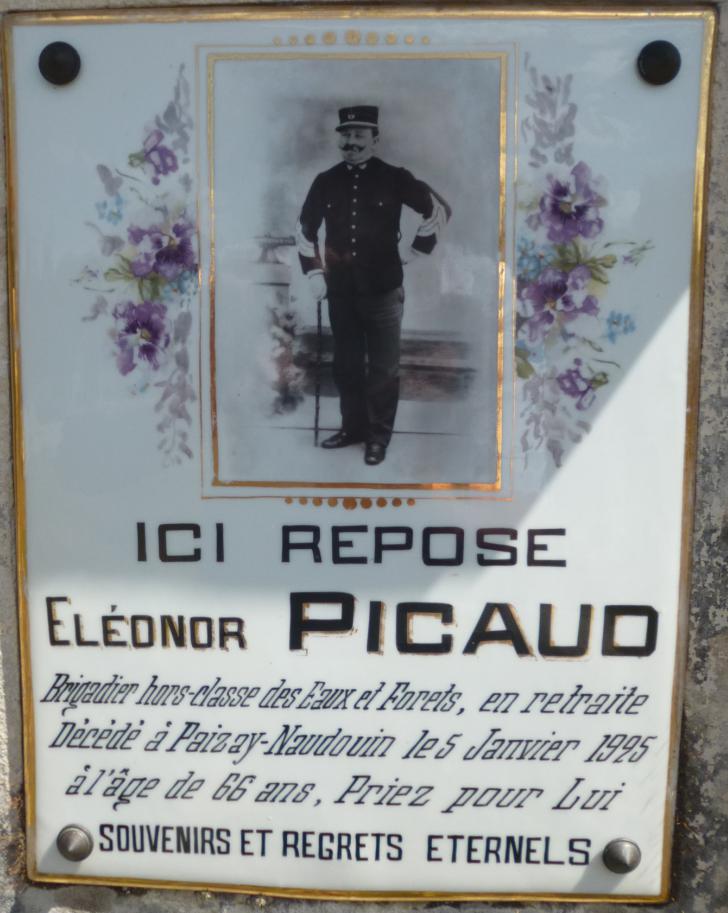 ICI REPOSE
ELÉONOR PICAUD
Brigadier hors-classe des Eaux et Forets, en retraite
Décédé à Paizay-Naudouin le 5 Janvier 1925
à l'âge de 66 ans, Priez pour Lui
SOUVENIRS ET REGRETS ETERNELS